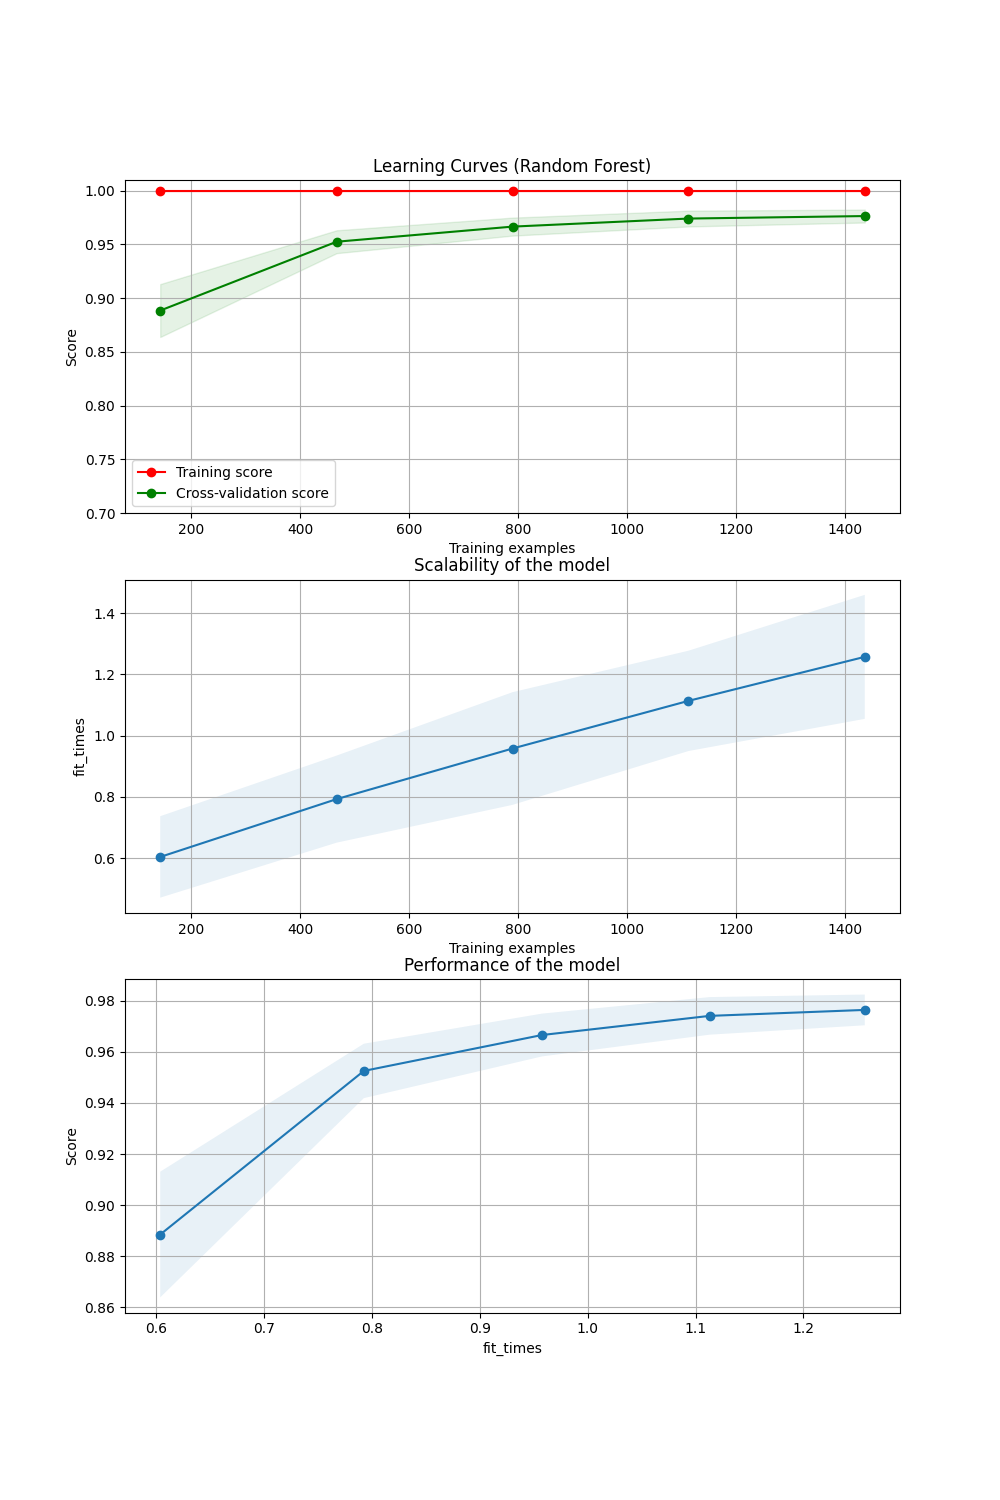 Learning Curves (Random Forest)
1.00
0.95
0.90
0.85
0.80
0.75
0.70
Score
Training score
Cross-validation score
200 400 600 800 1000 1200 1400
Training examples
Scalability of the model
1.4
1.2
1.0
0.8
0.6
fit_times
200 400 600 800 1000 1200 1400
Training examples
Performance of the model
0.98
0.96
0.94
0.92
0.90
0.88
0.86
Score
0.6 0.7 0.8 0.9 1.0 1.1 1.2
fit_times